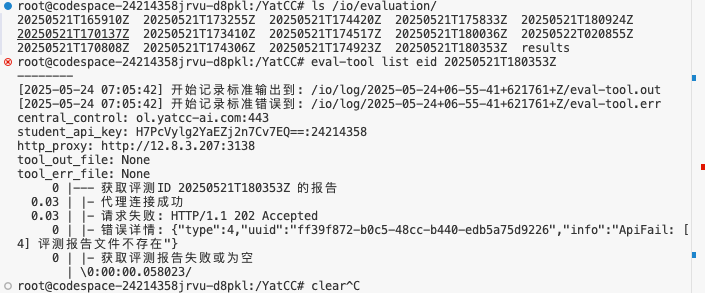 root@codespace-24214358jrvu-d8pkl:/YatCC# ls /io/evaluation/
20250521T165910Z 20250521T173255Z 20250521T174420Z 20250521T175833Z 20250521T180924Z
20250521T170137Z 20250521T173410Z 20250521T174517Z 20250521T180036Z 20250522T020855Z
20250521T170808Z 20250521T174306Z 20250521T174923Z 20250521T180353Z results
root@codespace-24214358jrvu-d8pkl:/YatCC# eval-tool list eid 20250521T180353Z
--------
[2025-05-24 07:05:42] 开始记录标准输出到: /io/log/2025-05-24+06-55-41+621761+Z/eval-tool.out
[2025-05-24 07:05:42] 开始记录标准错误到: /io/log/2025-05-24+06-55-41+621761+Z/eval-tool.err
central_control: ol.yatcc-ai.com:443
student_api_key: H7PcVylg2YaEZj2n7Cv7EQ==:24214358
http_proxy: http://12.8.3.207:3138
tool_out_file: None
tool_err_file: None
0 |--- 获取评测ID 20250521T180353Z 的报告
0.03 | |- 代理连接成功
0.03 | |- 请求失败: HTTP/1.1 202 Accepted
0 | |- 错误详情: {"type":4,"uuid":"ff39f872-b0c5-48cc-b440-edb5a75d9226","info":"ApiFail: [
4] 评测报告文件不存在"}
0 | |- 获取评测报告失败或为空
| \0:00:00.058023/
root@codespace-24214358jrvu-d8pkl:/YatCC# clear^C